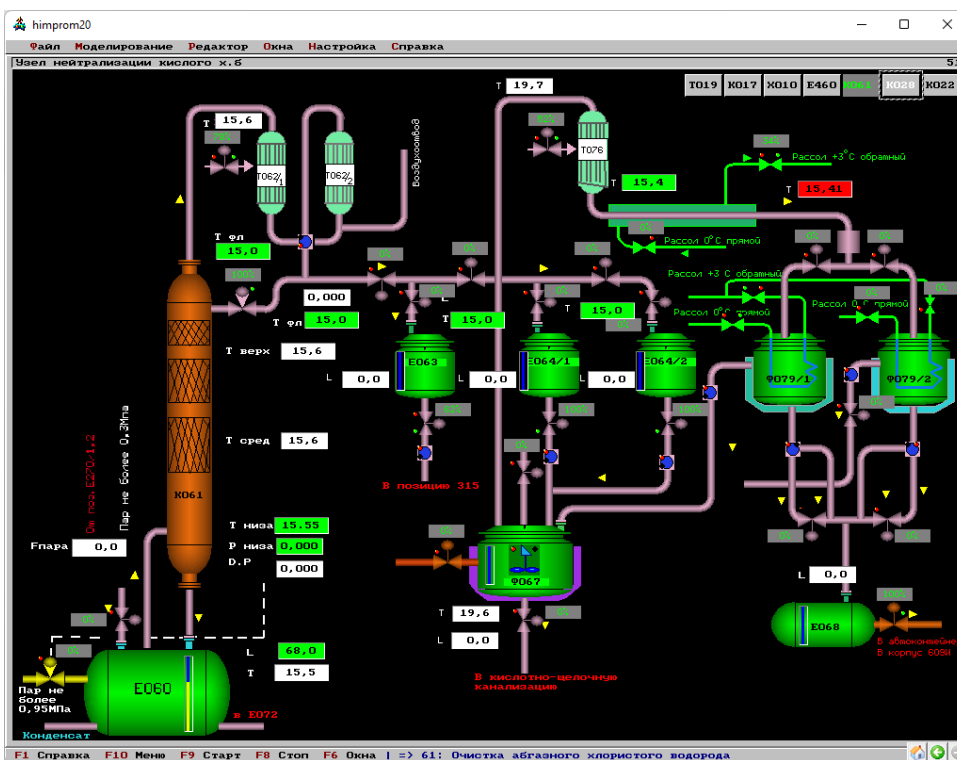 himprom20
Файл Моделирование Редактор Окна Настройка Справка
Узел нейтрализации кислого х.б
T 19,7
T019 K017 X010 E460 K061 K028 K022
T 15,6
T062/1
T062/2
Воздухоотвод
T076
Рассол +3°C обратный
T 15,4
T 15,41
T фл
15,0
Рассол 0°C прямой
100%
Рассол +3 C обратный
0,000
T фл 15,0
T 15,0
T 15,0
Рассол 0 C прямой
Рассол 0°C прямой
T верх 15,6
E063
E064/1
E064/2
Ф079/1
Ф079/2
L 0,0
L 0,0
L 0,0
От поз.E270/1,2
Пар не более 0,3Мпа
T сред 15,6
K061
В позицию 315
T низа 15.55
P низа 0,000
D.P 0,000
Fпара 0,0
Ф067
L 0,0
T 19,6
L 0,0
E068
100%
В автоконтейнер
В корпус 605Н
L 68,0
T 15,5
E060
Пар не
более
0,95МПа
в E072
В кислотно-щелочную
канализацию
Конденсат
F1 Справка F10 Меню F9 Старт F8 Стоп F6 Окна | => 61: Очистка абгазного хлористого водорода